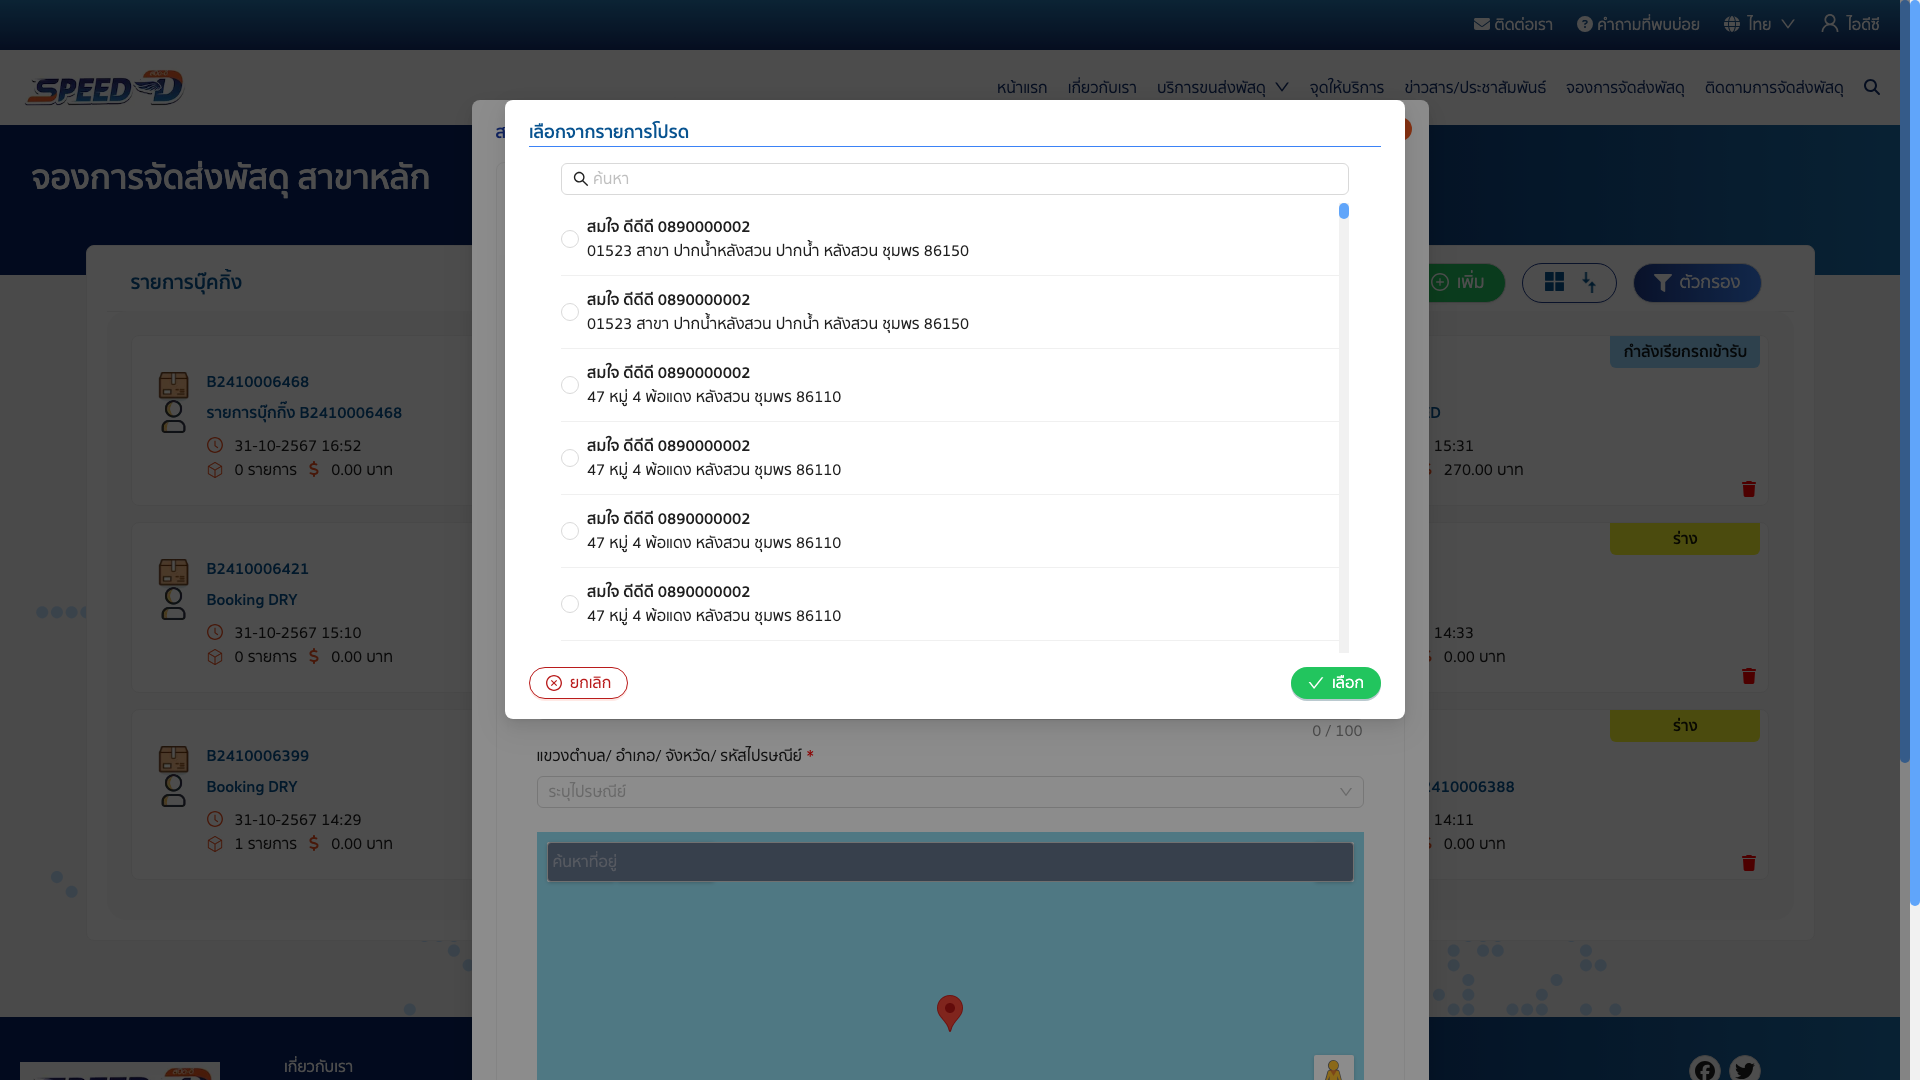 ติดต่อเรา
คำถามที่พบบ่อย
ไทย
ไอดีซี
SPEED-D
หน้าแรก
เกี่ยวกับเรา
บริการขนส่งพัสดุ
จุดให้บริการ
ข่าวสาร/ประชาสัมพันธ์
จองการจัดส่งพัสดุ
ติดตามการจัดส่งพัสดุ
จองการจัดส่งพัสดุ สาขาหลัก
เลือกจากรายการโปรด
ค้นหา
สมใจ ดีดีดี 0890000002
01523 สาขา ปากน้ำหลังสวน ปากน้ำ หลังสวน ชุมพร 86150
สมใจ ดีดีดี 0890000002
01523 สาขา ปากน้ำหลังสวน ปากน้ำ หลังสวน ชุมพร 86150
สมใจ ดีดีดี 0890000002
47 หมู่ 4 พ้อแดง หลังสวน ชุมพร 86110
สมใจ ดีดีดี 0890000002
47 หมู่ 4 พ้อแดง หลังสวน ชุมพร 86110
สมใจ ดีดีดี 0890000002
47 หมู่ 4 พ้อแดง หลังสวน ชุมพร 86110
สมใจ ดีดีดี 0890000002
47 หมู่ 4 พ้อแดง หลังสวน ชุมพร 86110
ยกเลิก
เลือก
0 / 100
แขวงตำบล/ อำเภอ/ จังหวัด/ รหัสไปรษณีย์ *
ระบุไปรษณีย์
ค้นหาที่อยู่
รายการบุ๊คกิ้ง
เพิ่ม
ตัวกรอง
B2410006468
รายการบุ๊กกิ้ง B2410006468
31-10-2567 16:52
0 รายการ $ 0.00 บาท
B2410006421
Booking DRY
31-10-2567 15:10
0 รายการ $ 0.00 บาท
B2410006399
Booking DRY
31-10-2567 14:29
1 รายการ $ 0.00 บาท
กำลังเรียกรถเข้ารับ
15:31
270.00 บาท
ร่าง
14:33
0.00 บาท
ร่าง
2410006388
14:11
0.00 บาท
เกี่ยวกับเรา